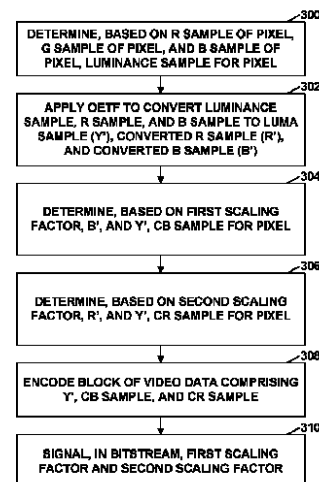 300
DETERMINE, BASED ON R SAMPLE OF PIXEL,
G SAMPLE OF PIXEL, AND B SAMPLE OF
PIXEL, LUMINANCE SAMPLE FOR PIXEL
302
APPLY OETF TO CONVERT LUMINANCE
SAMPLE, R SAMPLE, AND B SAMPLE TO LUMA
SAMPLE (Y'), CONVERTED R SAMPLE (R'),
AND CONVERTED B SAMPLE (B')
304
DETERMINE, BASED ON FIRST SCALING
FACTOR, B', AND Y', CB SAMPLE FOR PIXEL
306
DETERMINE, BASED ON SECOND SCALING
FACTOR, R', AND Y', CR SAMPLE FOR PIXEL
308
ENCODE BLOCK OF VIDEO DATA COMPRISING
Y', CB SAMPLE, AND CR SAMPLE
310
SIGNAL, IN BITSTREAM, FIRST SCALING
FACTOR AND SECOND SCALING FACTOR